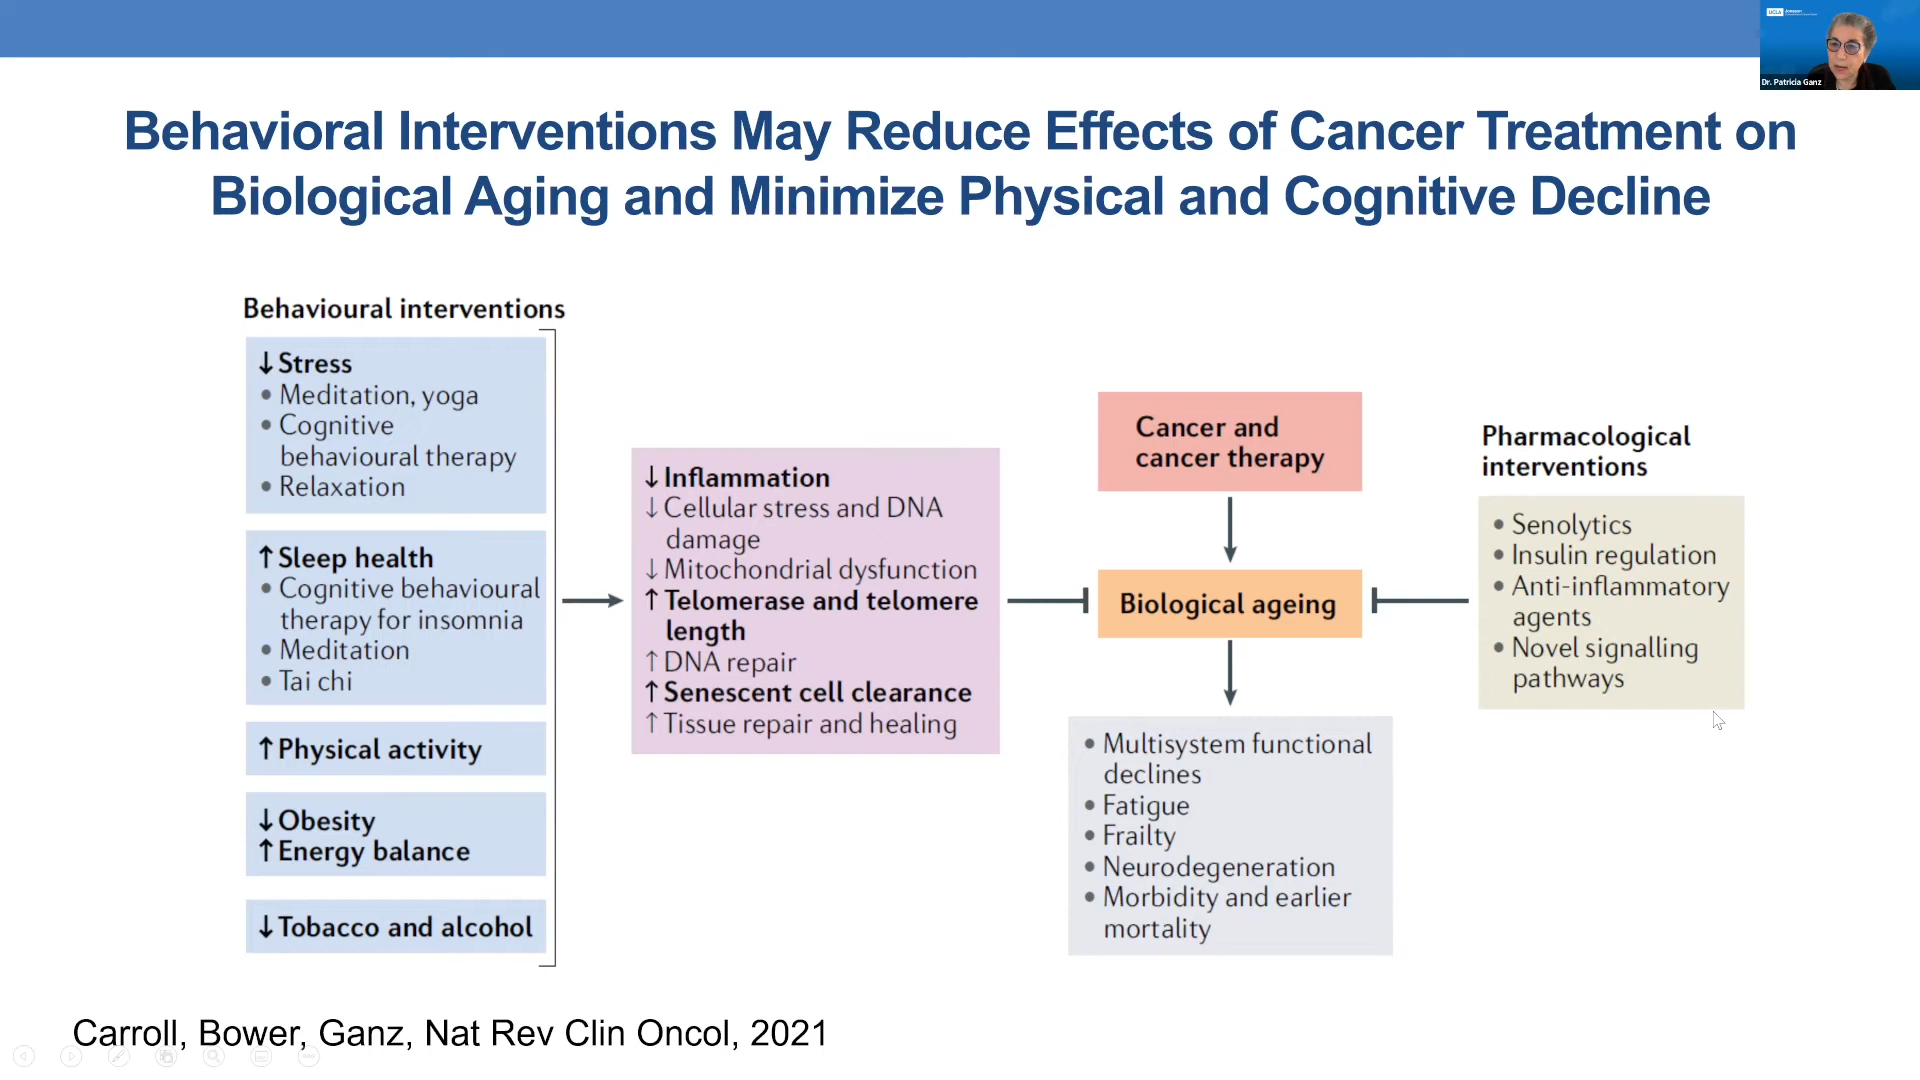 UCLA Jonsson
Dr. Patricia Ganz
Behavioral Interventions May Reduce Effects of Cancer Treatment on
Biological Aging and Minimize Physical and Cognitive Decline
Behavioural interventions
↓Stress
• Meditation, yoga
• Cognitive
behavioural therapy
• Relaxation
↑Sleep health
• Cognitive behavioural
therapy for insomnia
• Meditation
• Tai chi
↑Physical activity
↓Obesity
↑Energy balance
↓Tobacco and alcohol
↓Inflammation
↓Cellular stress and DNA
damage
↓Mitochondrial dysfunction
↑Telomerase and telomere
length
↑DNA repair
↑Senescent cell clearance
↑Tissue repair and healing
Cancer and
cancer therapy
Biological ageing
• Multisystem functional
declines
• Fatigue
• Frailty
• Neurodegeneration
• Morbidity and earlier
mortality
Pharmacological
interventions
• Senolytics
• Insulin regulation
• Anti-inflammatory
agents
• Novel signalling
pathways
Carroll, Bower, Ganz, Nat Rev Clin Oncol, 2021